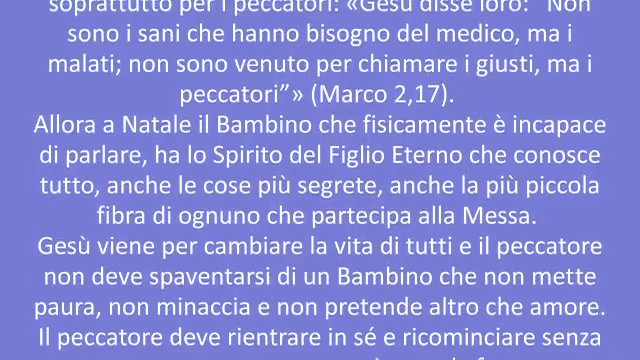 soprattutto per i peccatori: «Gesù disse loro: "Non
sono i sani che hanno bisogno del medico, ma i
malati; non sono venuto per chiamare i giusti, ma i
peccatori”» (Marco 2,17).
Allora a Natale il Bambino che fisicamente è incapace
di parlare, ha lo Spirito del Figlio Eterno che conosce
tutto, anche le cose più segrete, anche la più piccola
fibra di ognuno che partecipa alla Messa.
Gesù viene per cambiare la vita di tutti e il peccatore
non deve spaventarsi di un Bambino che non mette
paura, non minaccia e non pretende altro che amore.
Il peccatore deve rientrare in sé e ricominciare senza